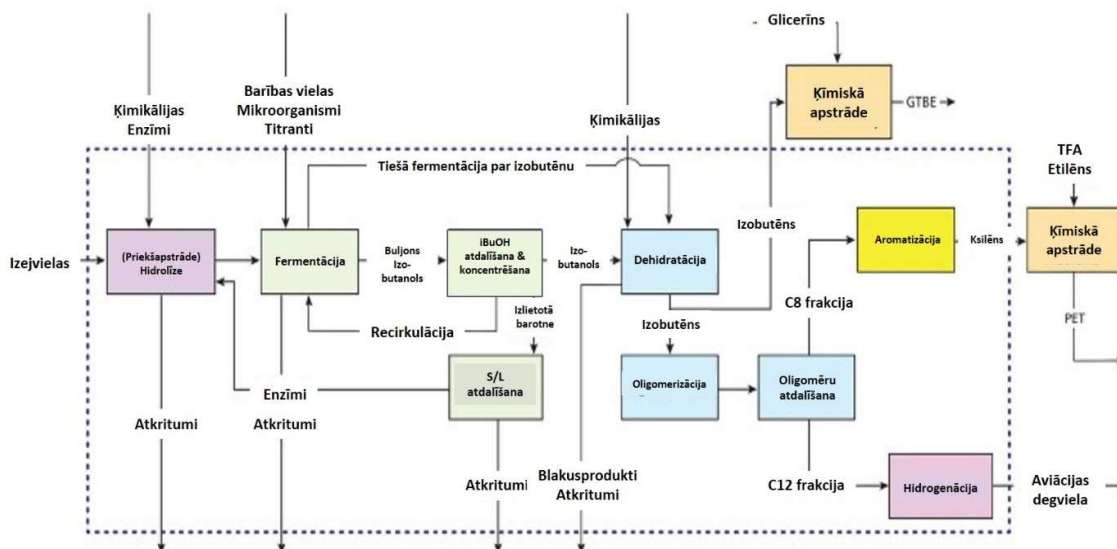 Glicerīns
Ķīmiskā
apstrāde
GTBE
Ķimikālijas
Enzīmi
Barības vielas
Mikroorganismi
Titranti
Ķimikālijas
TFA
Etilēns
Tiešā fermentācija par izobutēnu
Izobutēns
Izejvielas
(Priekšapstrāde)
Hidrolīze
Fermentācija
Buljons
Izo-
butanols
iBuOH
atdalīšana &
koncentrēšana
Izo-
butanols
Dehidratācija
Aromatizācija
Ksilēns
Ķīmiskā
apstrāde
Recirkulācija
Izlietotā
barotne
Izobutēns
C8 frakcija
PET
Enzīmi
S/L
atdalīšana
Oligomerizācija
Oligomēru
atdalīšana
Atkritumi
Atkritumi
Atkritumi
Blakusprodukti
Atkritumi
C12 frakcija
Hidrogenācija
Aviācijas
degviela